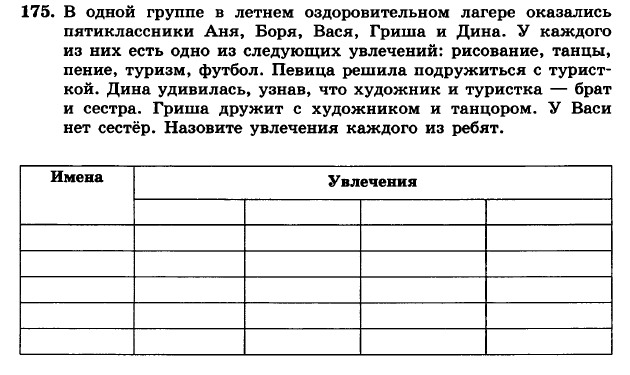 175. В одной группе в летнем оздоровительном лагере оказались
пятиклассники Аня, Боря, Вася, Гриша и Дина. У каждого
из них есть одно из следующих увлечений: рисование, танцы,
пение, туризм, футбол. Певица решила подружиться с турист-
кой. Дина удивилась, узнав, что художник и туристка — брат
и сестра. Гриша дружит с художником и танцором. У Васи
нет сестёр. Назовите увлечения каждого из ребят.
Имена
Увлечения